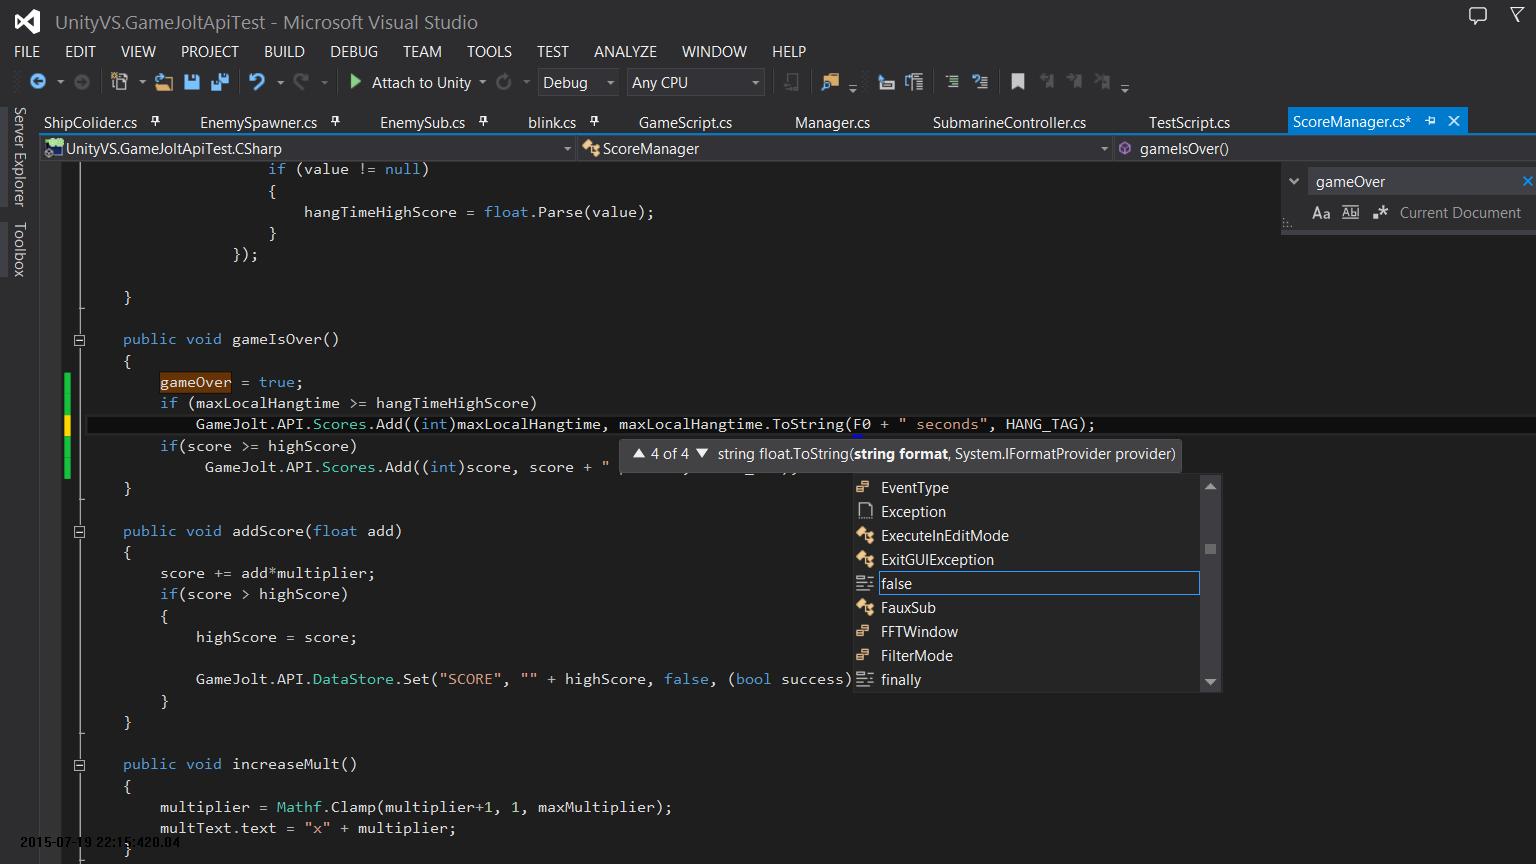 UnityVS.GameJoltApiTest - Microsoft Visual Studio
FILE EDIT VIEW PROJECT BUILD DEBUG TEAM TOOLS TEST ANALYZE WINDOW HELP
Attach to Unity Debug Any CPU
Server Explorer
Toolbox
ShipColider.cs EnemySpawner.cs EnemySub.cs blink.cs GameScript.cs Manager.cs SubmarineController.cs TestScript.cs ScoreManager.cs*
UnityVS.GameJoltApiTest.CSharp ScoreManager gameIsOver()
gameOver
Aa Abl .* Current Document
if (value != null)
{
hangTimeHighScore = float.Parse(value);
}
});
}
public void gameIsOver()
{
gameOver = true;
if (maxLocalHangtime >= hangTimeHighScore)
GameJolt.API.Scores.Add((int)maxLocalHangtime, maxLocalHangtime.ToString(F0 + " seconds", HANG_TAG);
if(score >= highScore)
GameJolt.API.Scores.Add((int)score, score + "
4 of 4 string float.ToString(string format, System.IFormatProvider provider)
}
EventType
Exception
ExecuteInEditMode
ExitGUIException
false
FauxSub
FFTWindow
FilterMode
finally
public void addScore(float add)
{
score += add*multiplier;
if(score > highScore)
{
highScore = score;
GameJolt.API.DataStore.Set("SCORE", "" + highScore, false, (bool success)
}
}
public void increaseMult()
{
multiplier = Mathf.Clamp(multiplier+1, 1, maxMultiplier);
multText.text = "x" + multiplier;
}
2015-07-19 22:15:420.04